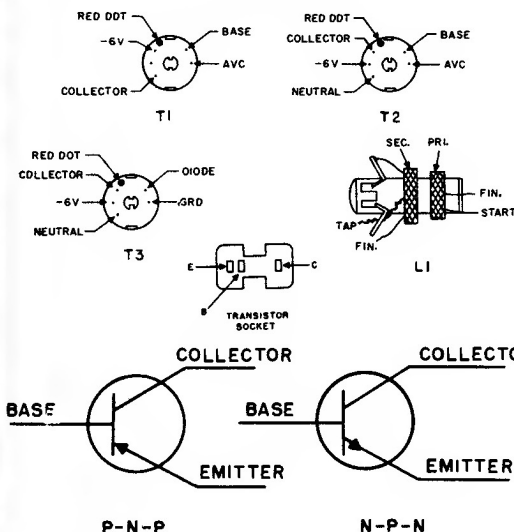 RED DOT
-6V
BASE
AVC
COLLECTOR
T1
RED DOT
COLLECTOR
-6V
NEUTRAL
BASE
AVC
T2
RED DOT
COLLECTOR
-6V
NEUTRAL
DIODE
GRD
T3
SEC. PRI.
FIN.
START
TAP
FIN.
L1
E
C
B
TRANSISTOR
SOCKET
COLLECTOR
BASE
EMITTER
P-N-P
COLLECTO
BASE
EMITTER
N-P-N